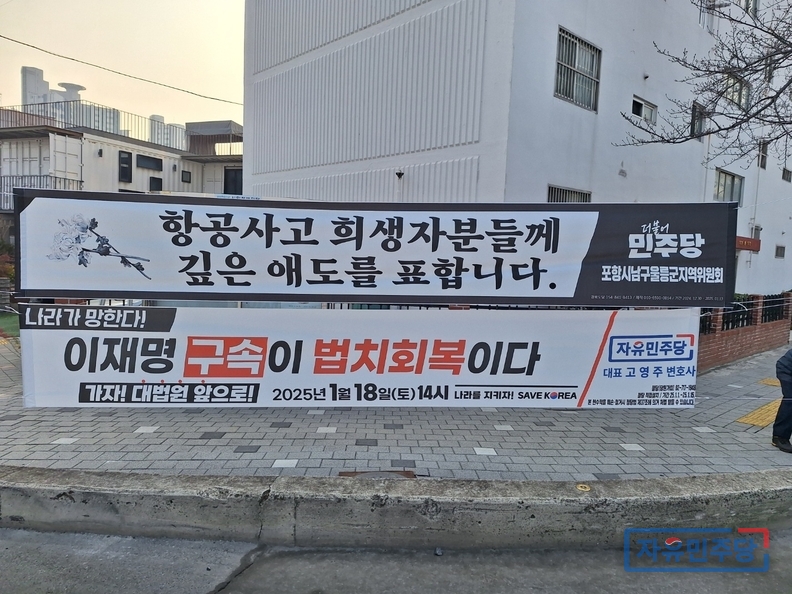 항공사고 희생자분들께
깊은 애도를 표합니다.
더불어
민주당
포항시남구울릉군지역위원회
나라가 망한다!
이재명 구속이 법치회복이다
가자! 대법원 앞으로! 2025년 1월 18일(토) 14시 나라를 지키자! SAVE KOREA
자유민주당
대표 고영주 변호사
자유민주당